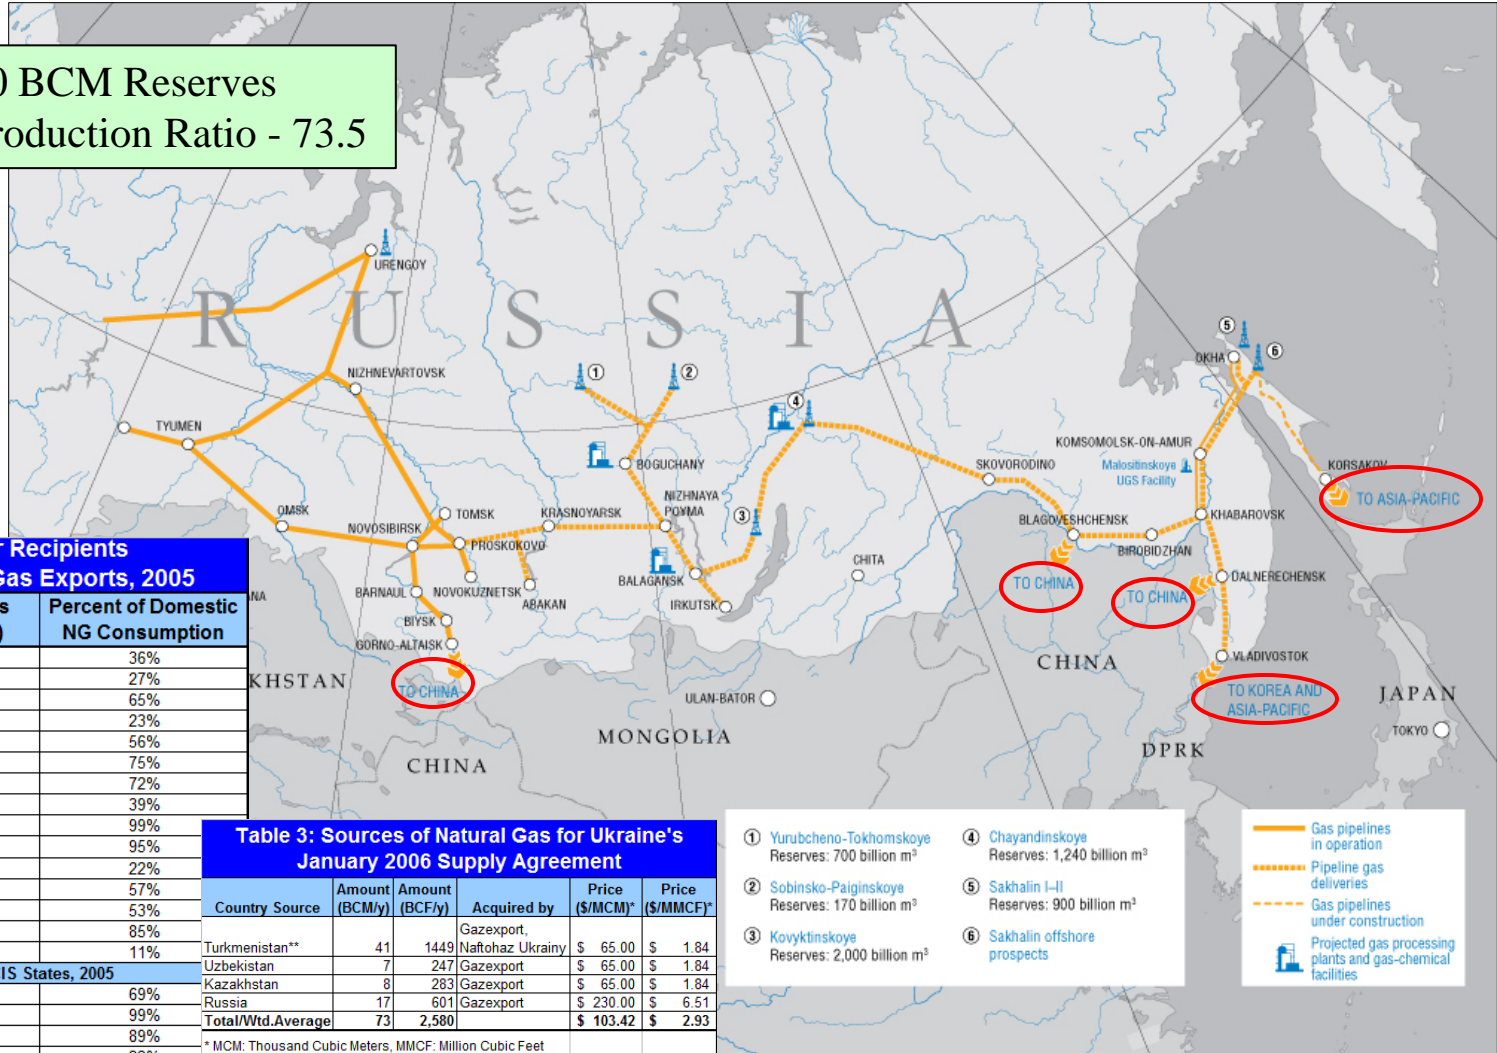 0 BCM Reserves
roduction Ratio - 73.5
URENGOY
R U S S I A
NIZHNEVARTOVSK
TYUMEN
OMSK
NOVOSIBIRSK
TOMSK
PROSKOKOVO
KRASNOYARSK
BARNAUL
NOVOKUZNETSK
ABAKAN
BIYSK
GORNO-ALTAISK
TO CHINA
1
2
BOGUCHANY
NIZHNAYA
POYMA
3
4
BALAGANSK
IRKUTSK
CHITA
SKOVORODINO
BLAGOVESHCHENSK
TO CHINA
BIROBIDZHAN
TO CHINA
5
6
OKHA
KOMSOMOLSK-ON-AMUR
Malositinskoye
UGS Facility
KHABAROVSK
DALNERECHENSK
VLADIVOSTOK
TO KOREA AND
ASIA-PACIFIC
KORSAKOV
TO ASIA-PACIFIC
ANA
KHSTAN
ULAN-BATOR
MONGOLIA
CHINA
CHINA
DPRK
JAPAN
TOKYO
r Recipients
Gas Exports, 2005
s Percent of Domestic
) NG Consumption
36%
27%
65%
23%
56%
75%
72%
39%
99%
95%
22%
57%
53%
85%
11%
IS States, 2005
69%
99%
89%
Table 3: Sources of Natural Gas for Ukraine's
January 2006 Supply Agreement
Country Source Amount (BCM/y) Amount (BCF/y) Acquired by Price ($/MCM)* Price ($/MMCF)*
Turkmenistan** 41 1449 Gazexport, Naftohaz Ukrainy $ 65.00 $ 1.84
Uzbekistan 7 247 Gazexport $ 65.00 $ 1.84
Kazakhstan 8 283 Gazexport $ 65.00 $ 1.84
Russia 17 601 Gazexport $ 230.00 $ 6.51
Total/Wtd.Average 73 2,580 $ 103.42 $ 2.93
* MCM: Thousand Cubic Meters, MMCF: Million Cubic Feet
1 Yurubcheno-Tokhomskoye
Reserves: 700 billion m³
2 Sobinsko-Paiginskoye
Reserves: 170 billion m³
3 Kovyktinskoye
Reserves: 2,000 billion m³
4 Chayandinskoye
Reserves: 1,240 billion m³
5 Sakhalin I–II
Reserves: 900 billion m³
6 Sakhalin offshore
prospects
Gas pipelines
in operation
Pipeline gas
deliveries
Gas pipelines
under construction
Projected gas processing
plants and gas-chemical
facilities